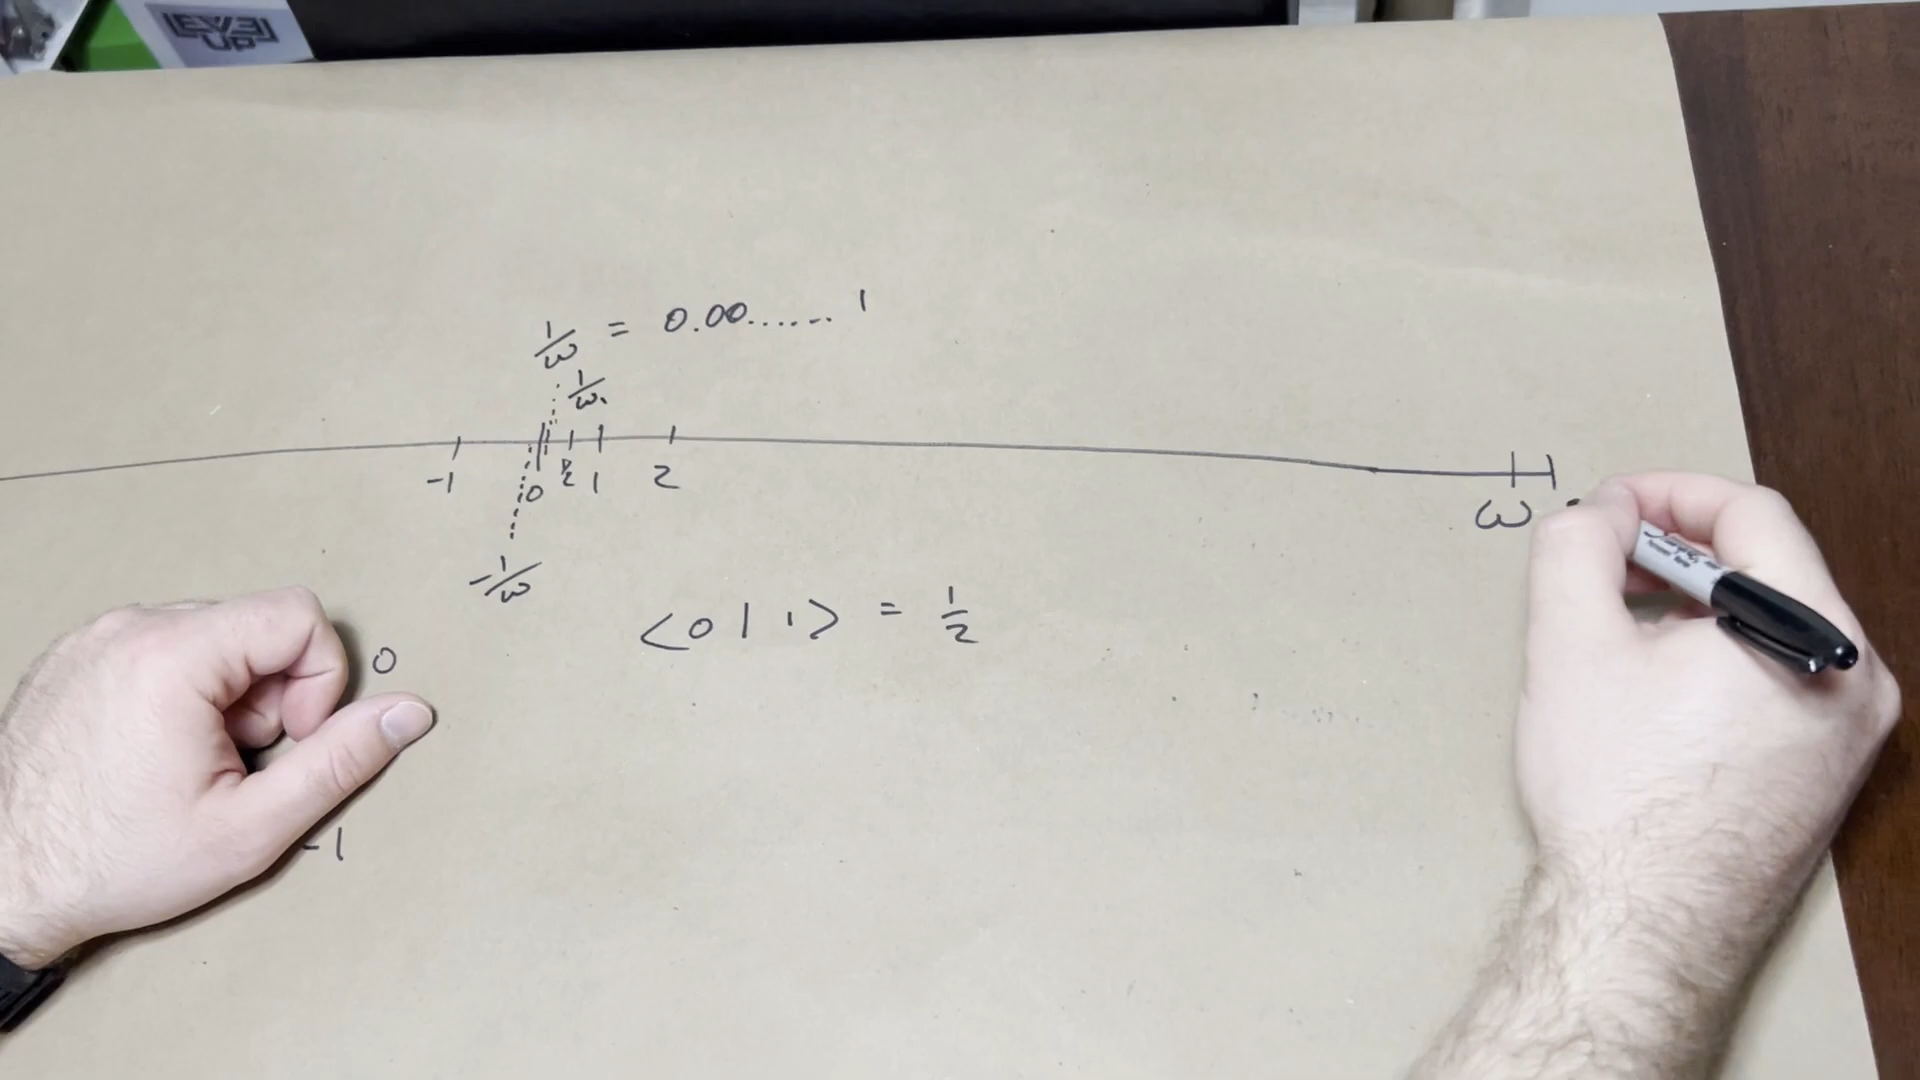 LEVEL UP
1/ω = 0.00...... 1
1/ω.
-1 0 1/2 1 2 ω
-1/ω
<0 | 1> = 1/2
0
-1